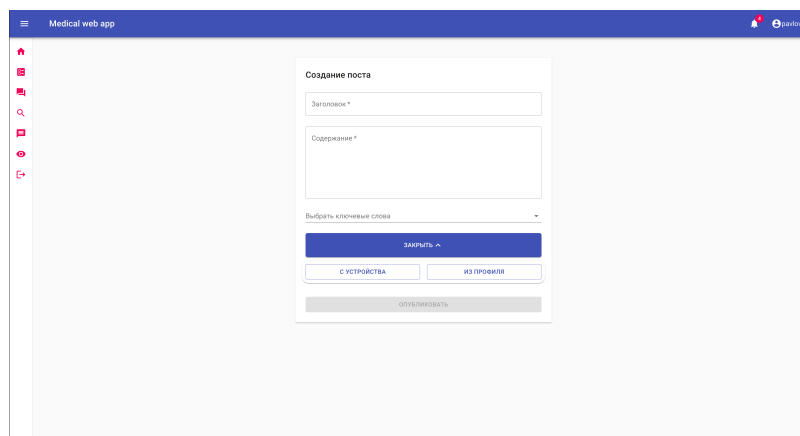 Medical web app
4
pavlov
Создание поста
Заголовок *
Содержание *
Выбрать ключевые слова
ЗАКРЫТЬ
С УСТРОЙСТВА ИЗ ПРОФИЛЯ
ОПУБЛИКОВАТЬ